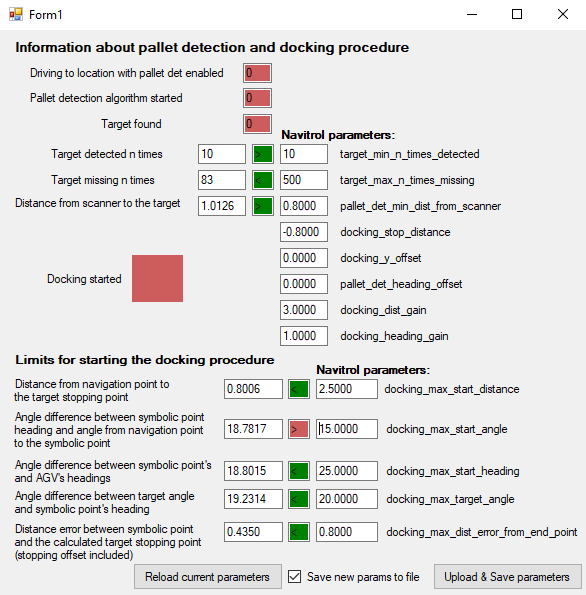 Form1
Information about pallet detection and docking procedure
Driving to location with pallet det enabled 0
Pallet detection algorithm started 0
Target found 0
Navitrol parameters:
Target detected n times 10 > 10 target_min_n_times_detected
Target missing n times 83 < 500 target_max_n_times_missing
Distance from scanner to the target 1.0126 > 0.8000 pallet_det_min_dist_from_scanner
-0.8000 docking_stop_distance
0.0000 docking_y_offset
Docking started
0.0000 pallet_det_heading_offset
3.0000 docking_dist_gain
1.0000 docking_heading_gain
Limits for starting the docking procedure
Navitrol parameters:
Distance from navigation point to
the target stopping point
0.8006 < 2.5000 docking_max_start_distance
Angle difference between symbolic point
heading and angle from navigation point
to the symbolic point
18.7817 > 15.0000 docking_max_start_angle
Angle difference between symbolic point's
and AGV's headings
18.8015 < 25.0000 docking_max_start_heading
Angle difference between target angle
and symbolic point's heading
19.2314 < 20.0000 docking_max_target_angle
Distance error between symbolic point
and the calculated target stopping point
(stopping offset included)
0.4350 < 0.8000 docking_max_dist_error_from_end_point
Reload current parameters Save new params to file Upload & Save parameters